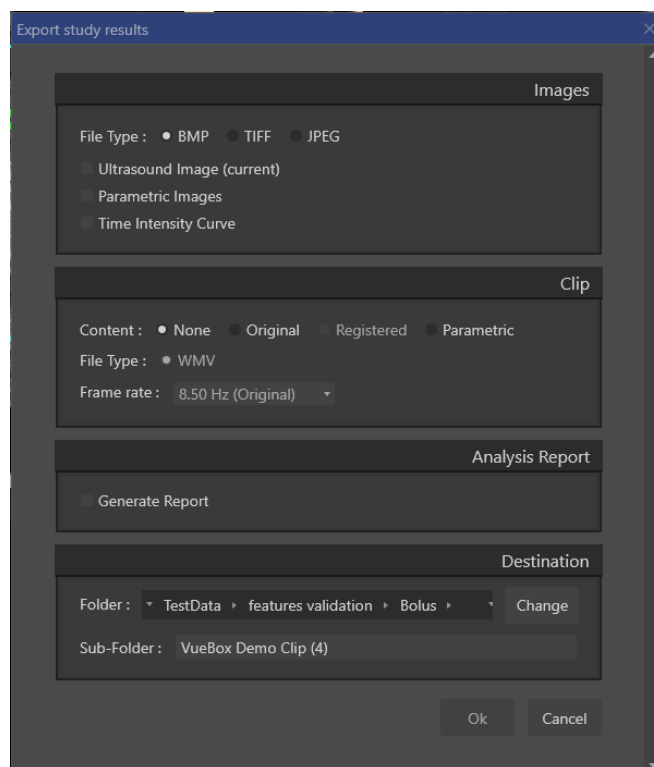 Export study results
Images
File Type : BMP TIFF JPEG
Ultrasound Image (current)
Parametric Images
Time Intensity Curve
Clip
Content : None Original Registered Parametric
File Type : WMV
Frame rate : 8.50 Hz (Original)
Analysis Report
Generate Report
Destination
Folder : TestData features validation Bolus Change
Sub-Folder : VueBox Demo Clip (4)
Ok Cancel